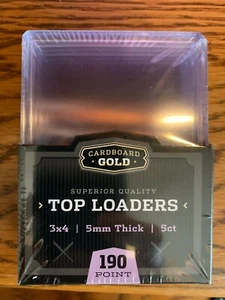 CARDBOARD
GOLD
SUPERIOR QUALITY
TOP LOADERS
3x4 | 5mm Thick | 5ct
190
POINT